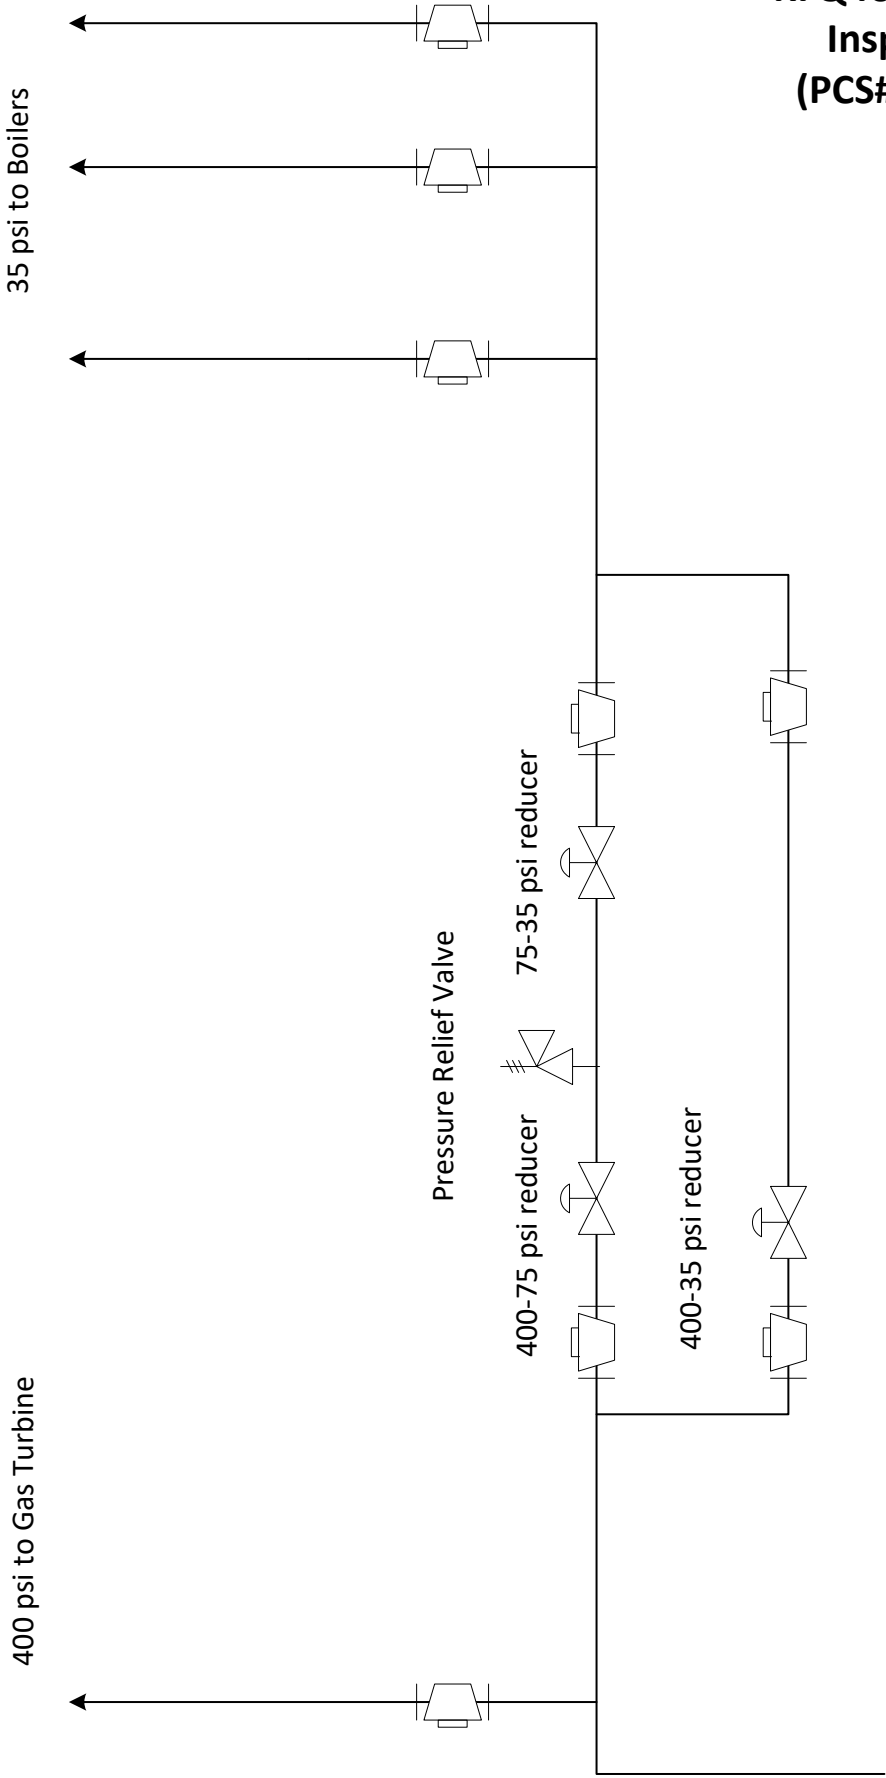 Insp
(PCS#
35 psi to Boilers
75-35 psi reducer
Pressure Relief Valve
400-75 psi reducer
400-35 psi reducer
400 psi to Gas Turbine